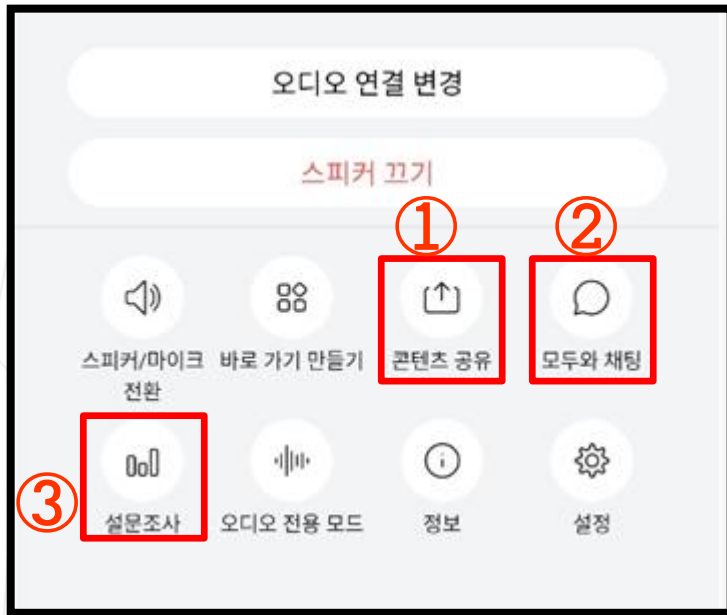 오디오 연결 변경
스피커 끄기
① ②
스피커/마이크 바로 가기 만들기 콘텐츠 공유 모두와 채팅
전환
③
설문조사 오디오 전용 모드 정보 설정